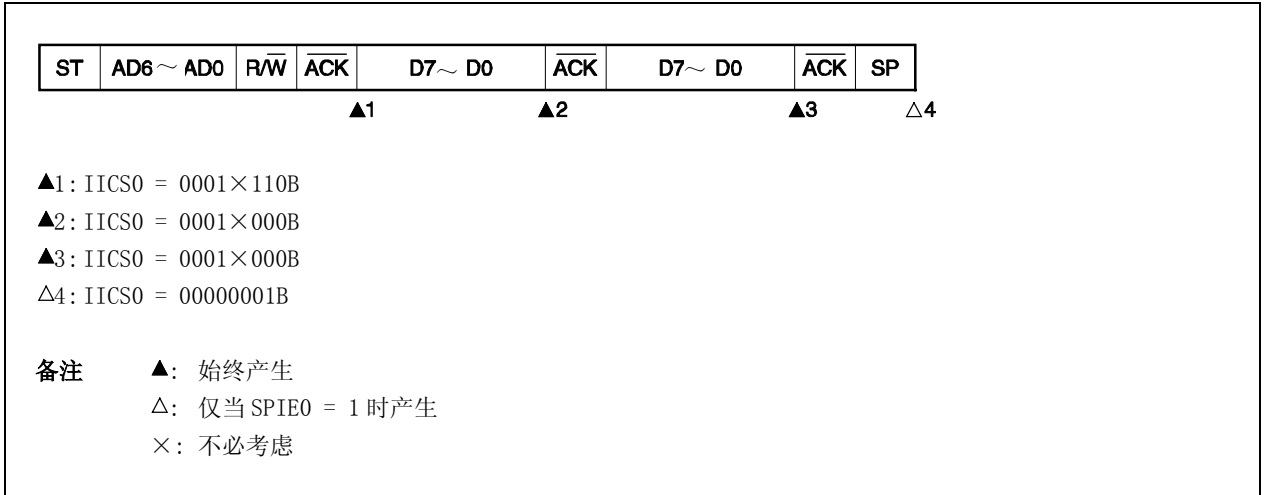 ST AD6～AD0 R/W ACK D7～D0 ACK D7～D0 ACK SP
▲1 ▲2 ▲3 △4
▲1:IICS0 = 0001×110B
▲2:IICS0 = 0001×000B
▲3:IICS0 = 0001×000B
△4:IICS0 = 00000001B
备注 ▲: 始终产生
△: 仅当 SPIE0 = 1 时产生
×: 不必考虑